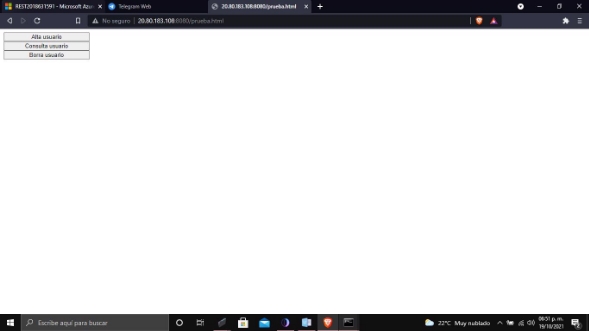 REST2018631591 - Microsoft Azu
Telegram Web
20.80.183.108:8080/prueba.html
No seguro
20.80.183.108:8080/prueba.html
Alta usuario
Consulta usuario
Borra usuario
Escribe aquí para buscar
22°C Muy nublado
06:51 p. m.
19/10/2021